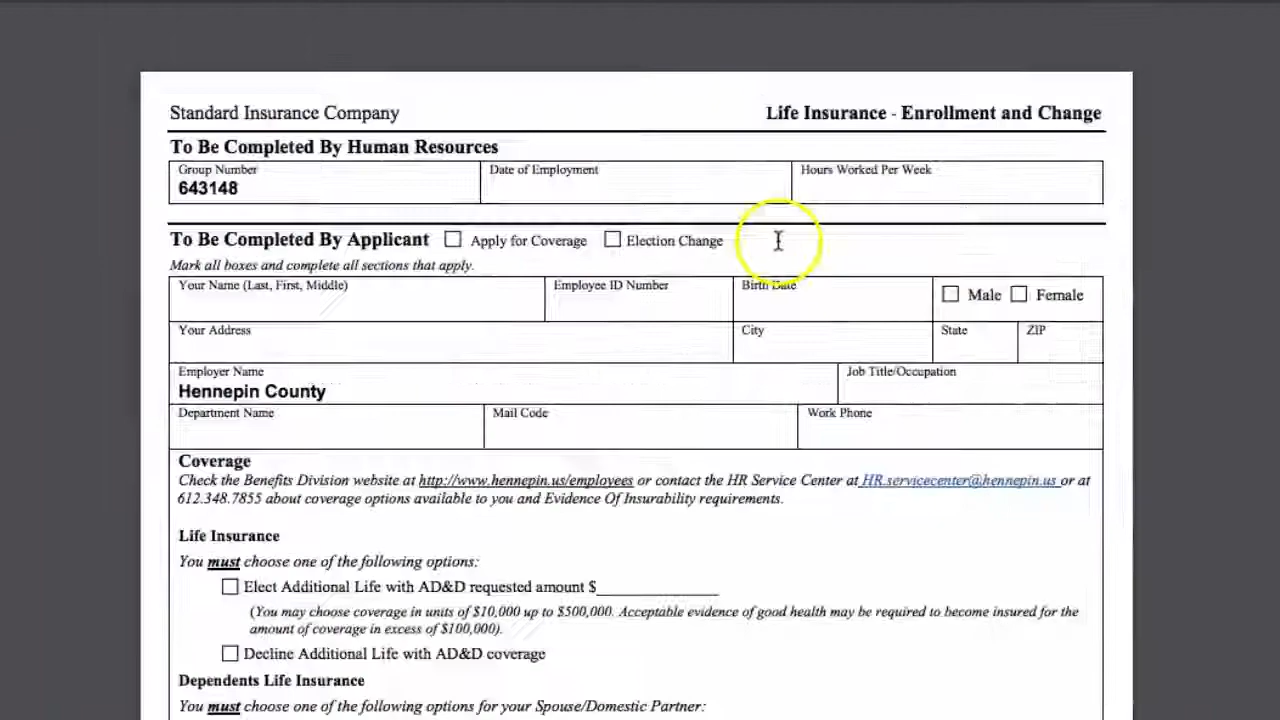 Standard Insurance Company Life Insurance - Enrollment and Change
To Be Completed By Human Resources
Group Number Date of Employment Hours Worked Per Week
643148
To Be Completed By Applicant Apply for Coverage Election Change
Mark all boxes and complete all sections that apply.
Your Name (Last, First, Middle) Employee ID Number Birth Date Male Female
Your Address City State ZIP
Employer Name Job Title/Occupation
Hennepin County
Department Name Mail Code Work Phone
Coverage
Check the Benefits Division website at http://www.hennepin.us/employees or contact the HR Service Center at HR.servicecenter@hennepin.us or at
612.348.7855 about coverage options available to you and Evidence Of Insurability requirements.
Life Insurance
You must choose one of the following options:
Elect Additional Life with AD&D requested amount $______________
(You may choose coverage in units of $10,000 up to $500,000. Acceptable evidence of good health may be required to become insured for the
amount of coverage in excess of $100,000).
Decline Additional Life with AD&D coverage
Dependents Life Insurance
You must choose one of the following options for your Spouse/Domestic Partner: